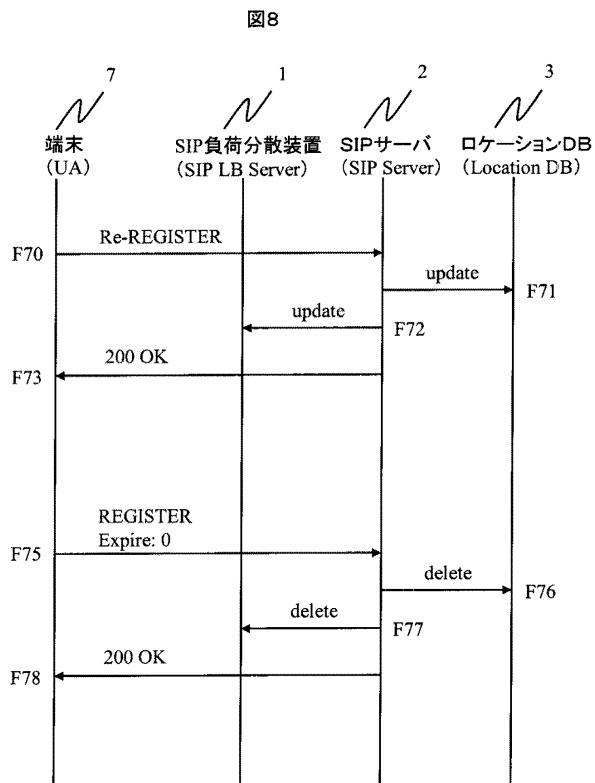 図8
7
1
2
3
端末
(UA)
SIP負荷分散装置
(SIP LB Server)
SIPサーバ
(SIP Server)
ロケーションDB
(Location DB)
F70
Re-REGISTER
update
F71
update
F72
200 OK
F73
REGISTER
Expire: 0
F75
delete
F76
delete
F77
200 OK
F78